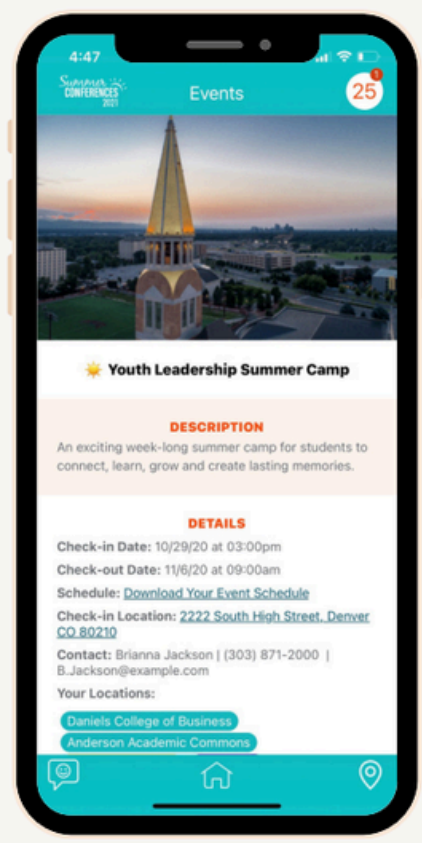 4:47
Summer
CONFERENCES
2021
Events
25
1
Youth Leadership Summer Camp
DESCRIPTION
An exciting week-long summer camp for students to
connect, learn, grow and create lasting memories.
DETAILS
Check-in Date: 10/29/20 at 03:00pm
Check-out Date: 11/6/20 at 09:00am
Schedule: Download Your Event Schedule
Check-in Location: 2222 South High Street, Denver
CO 80210
Contact: Brianna Jackson | (303) 871-2000 |
B.Jackson@example.com
Your Locations:
Daniels College of Business
Anderson Academic Commons